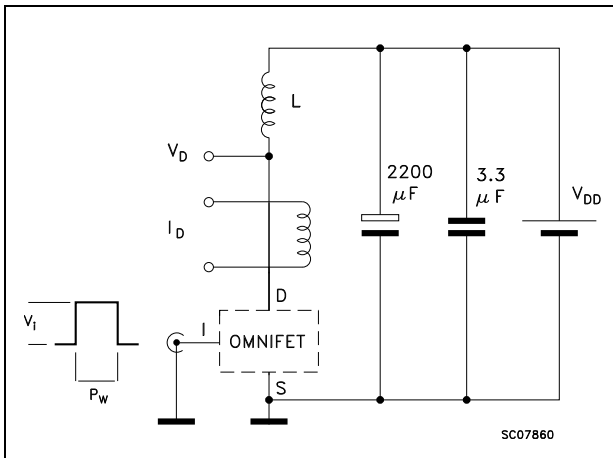 L
V_D
2200
μF
3.3
μF
V_DD
I_D
D
V_i
I
OMNIFET
P_W
S
SC07860